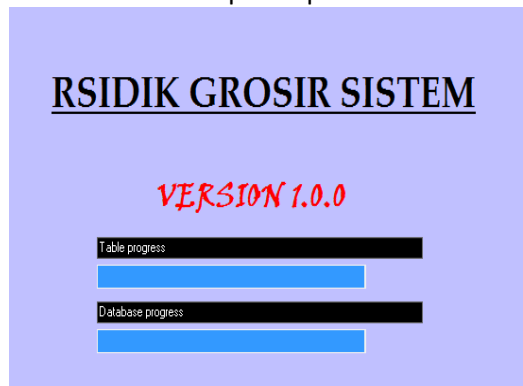 RSIDIK GROSIR SISTEM
VERSION 1.0.0
Table progress
Database progress